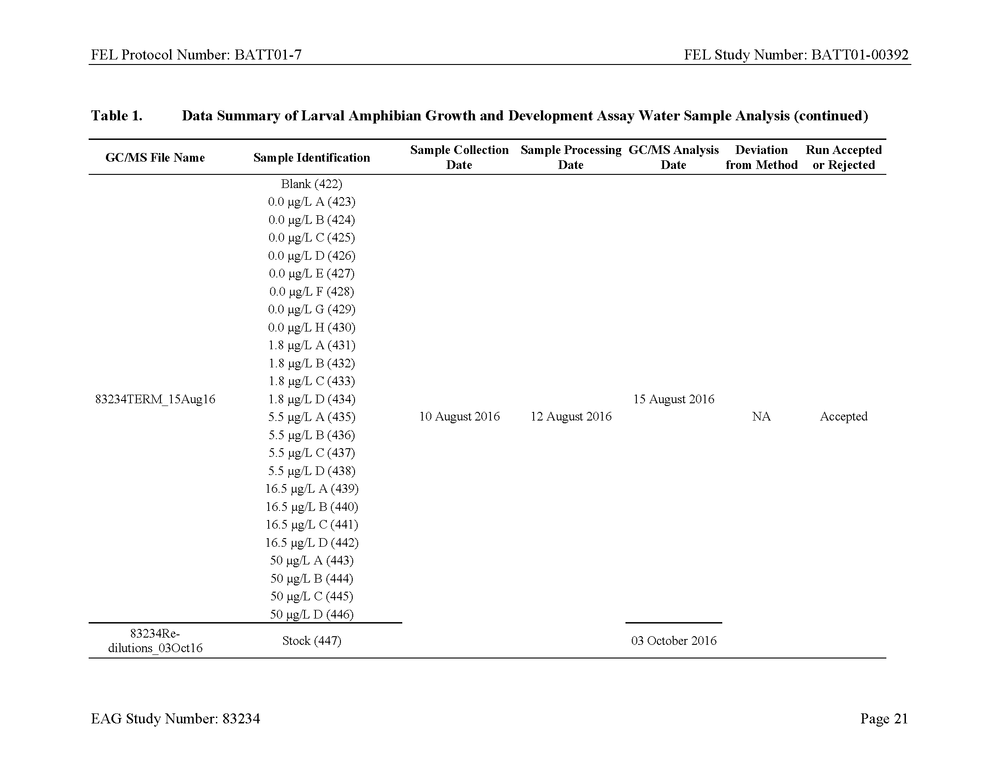 FEL Protocol Number: BATT01-7 FEL Study Number: BATT01-00392
Table 1. Data Summary of Larval Amphibian Growth and Development Assay Water Sample Analysis (continued)
GC/MS File Name Sample Identification Sample Collection Date Sample Processing Date GC/MS Analysis Date Deviation from Method Run Accepted or Rejected
Blank (422)
0.0 µg/L A (423)
0.0 µg/L B (424)
0.0 µg/L C (425)
0.0 µg/L D (426)
0.0 µg/L E (427)
0.0 µg/L F (428)
0.0 µg/L G (429)
0.0 µg/L H (430)
1.8 µg/L A (431)
1.8 µg/L B (432)
1.8 µg/L C (433)
83234TERM_15Aug16 1.8 µg/L D (434) 15 August 2016
5.5 µg/L A (435) 10 August 2016 12 August 2016 NA Accepted
5.5 µg/L B (436)
5.5 µg/L C (437)
5.5 µg/L D (438)
16.5 µg/L A (439)
16.5 µg/L B (440)
16.5 µg/L C (441)
16.5 µg/L D (442)
50 µg/L A (443)
50 µg/L B (444)
50 µg/L C (445)
50 µg/L D (446)
83234Re-
dilutions_03Oct16 Stock (447) 03 October 2016
EAG Study Number: 83234 Page 21